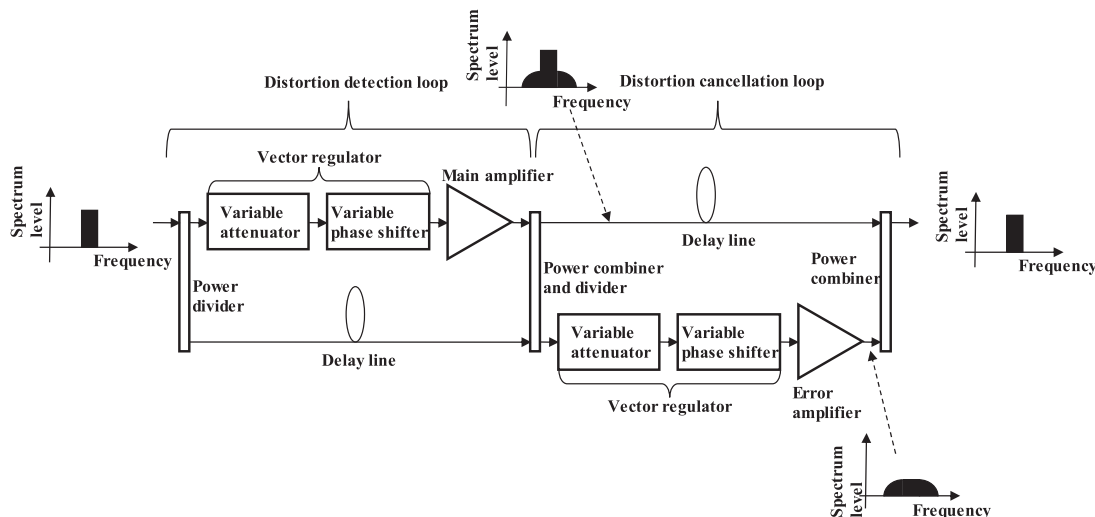 Distortion detection loop
Spectrum
level
Frequency
Distortion cancellation loop
Vector regulator
Main amplifier
Spectrum
level
Frequency
Variable
attenuator
Variable
phase shifter
Delay line
Spectrum
level
Frequency
Power
divider
Power combiner
and divider
Power
combiner
Delay line
Variable
attenuator
Variable
phase shifter
Vector regulator
Error
amplifier
Spectrum
level
Frequency